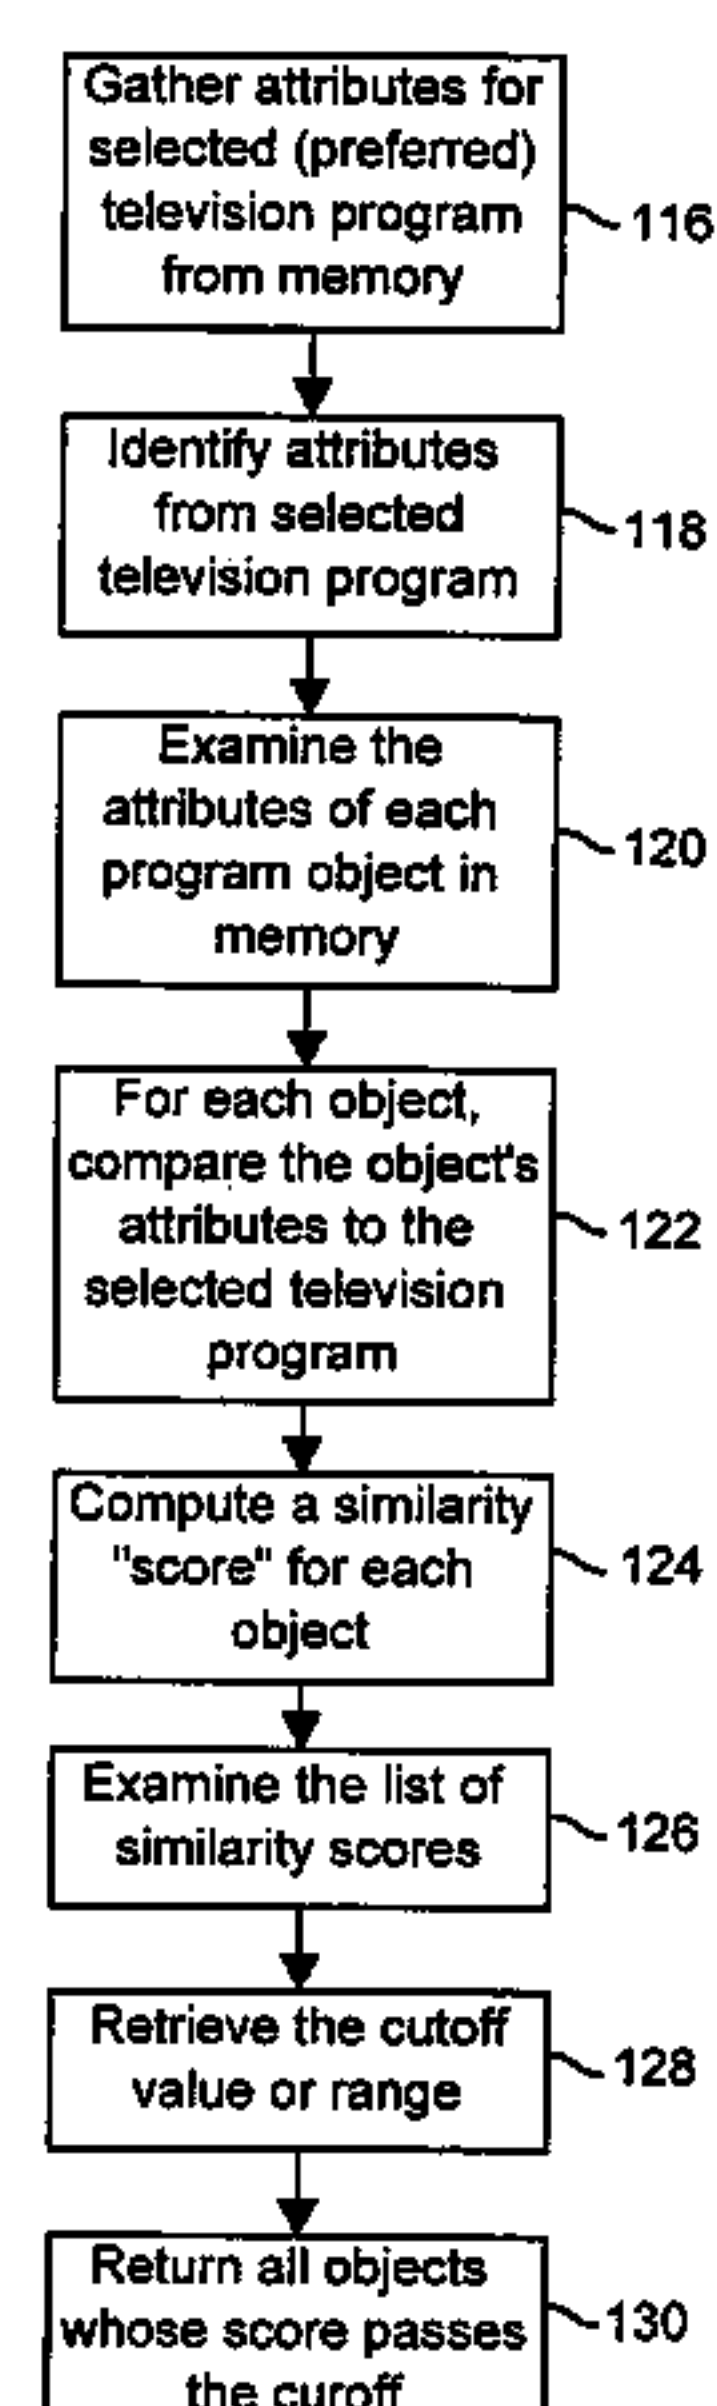 Gather attributes for
selected (preferred)
television program
from memory
116
Identify attributes
from selected
television program
118
Examine the
attributes of each
program object in
memory
120
For each object,
compare the object's
attributes to the
selected television
program
122
Compute a similarity
"score" for each
object
124
Examine the list of
similarity scores
126
Retrieve the cutoff
value or range
128
Return all objects
whose score passes
the curoff
130